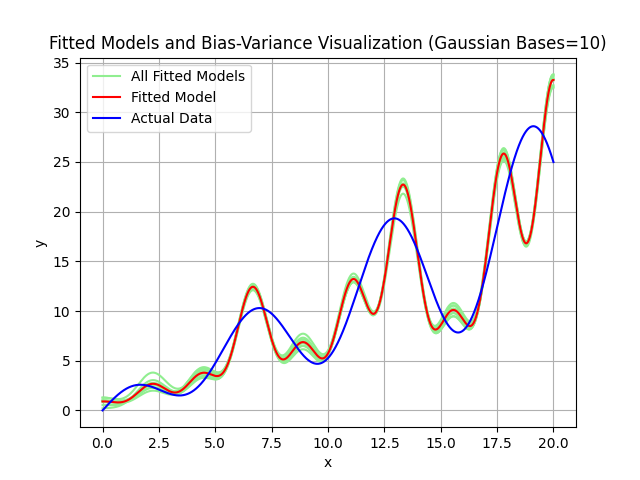 Fitted Models and Bias-Variance Visualization (Gaussian Bases=10)
All Fitted Models
Fitted Model
Actual Data
35
30
25
20
15
10
5
0
y
0.0 2.5 5.0 7.5 10.0 12.5 15.0 17.5 20.0
x